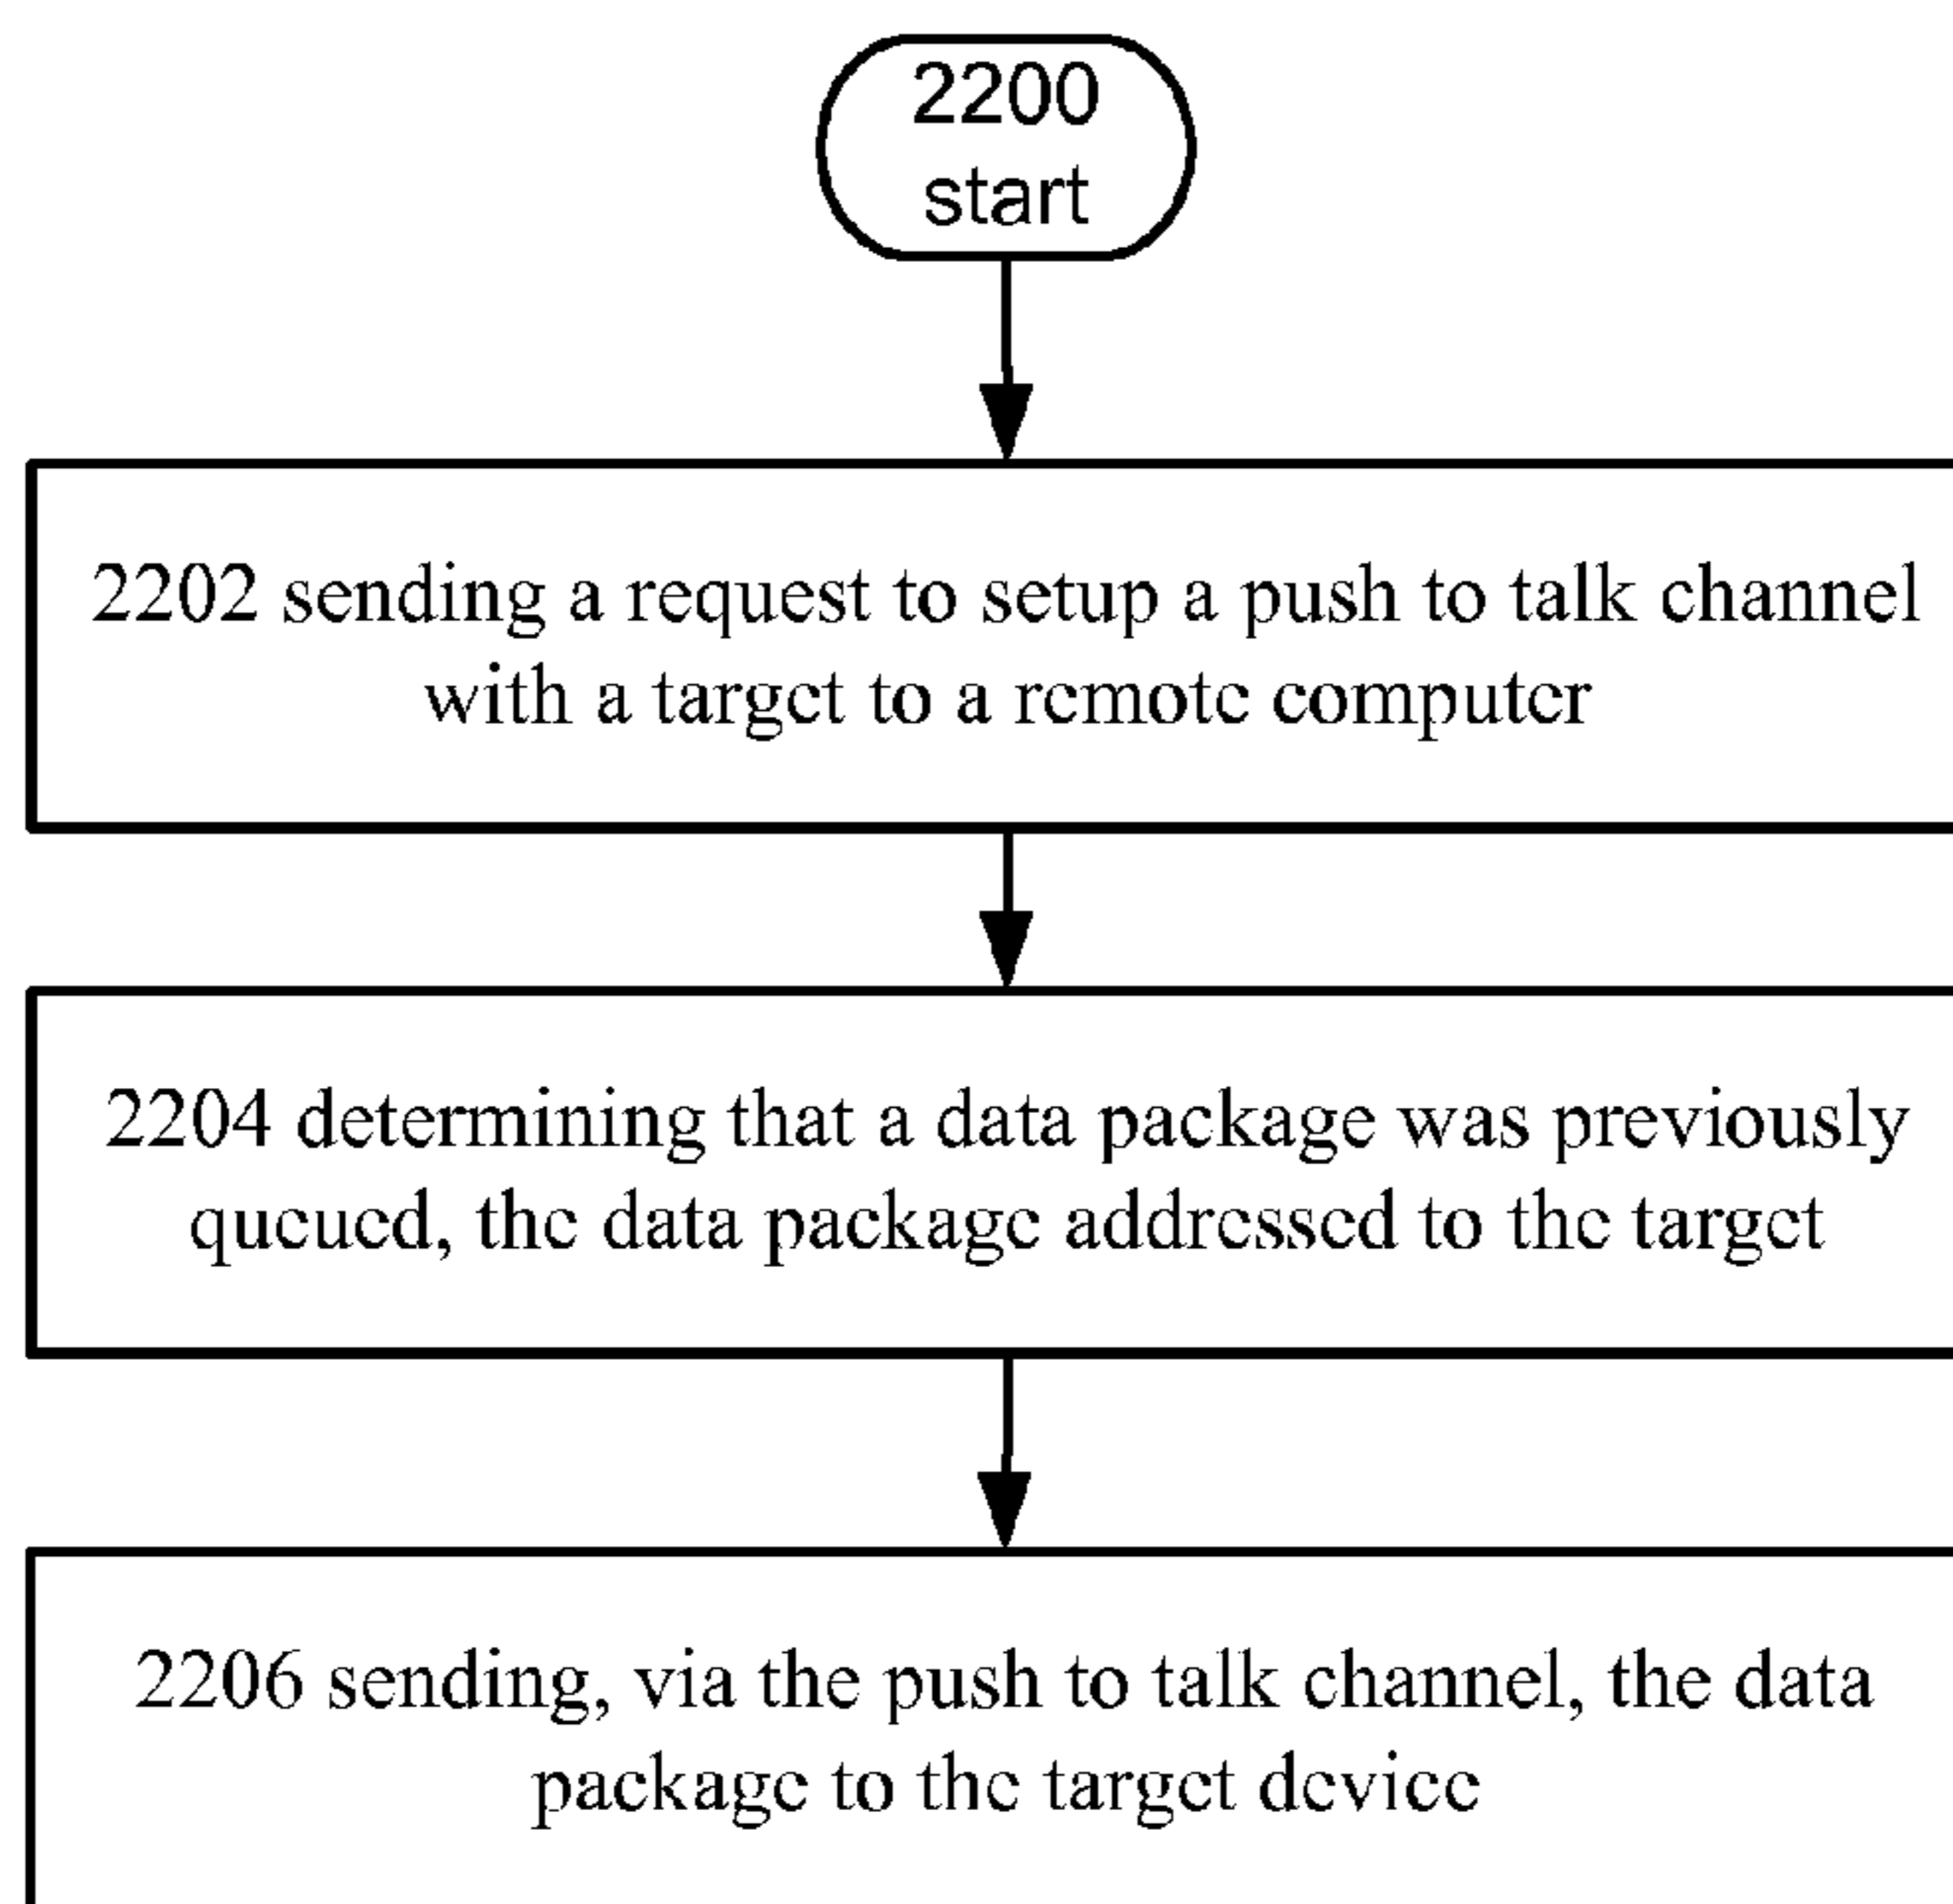 2200
start
2202 sending a request to setup a push to talk channel
with a target to a remote computer
2204 determining that a data package was previously
queued, the data package addressed to the target
2206 sending, via the push to talk channel, the data
package to the target device